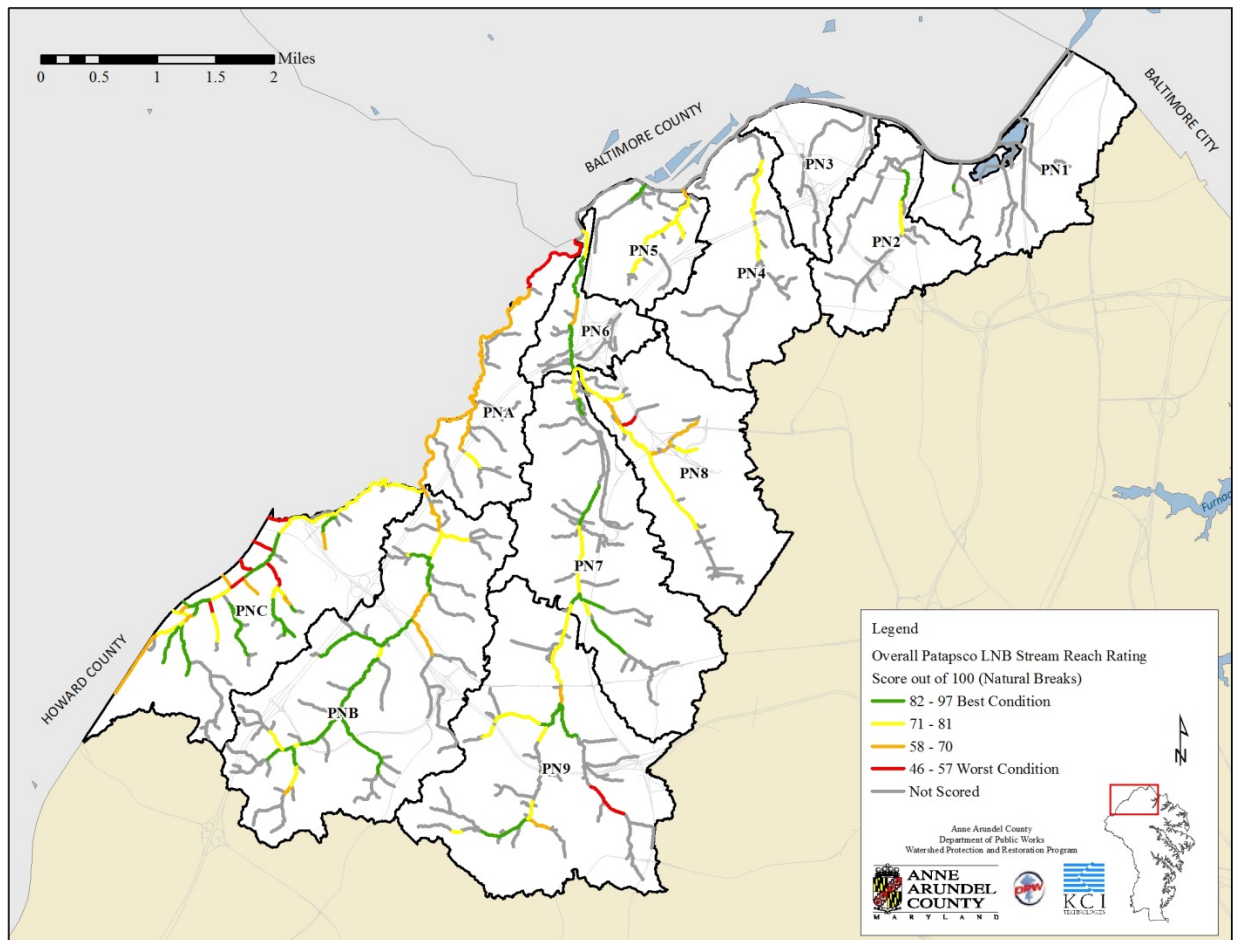 Miles
0 0.5 1 1.5 2
BALTIMORE COUNTY
BALTIMORE CITY
PN3
PN1
PN2
PN5
PN4
PN6
PNA
PN8
PN7
PNC
HOWARD COUNTY
PNB
PN9
Furnac
Legend
Overall Patapsco LNB Stream Reach Rating
Score out of 100 (Natural Breaks)
82 - 97 Best Condition
71 - 81
58 - 70
46 - 57 Worst Condition
Not Scored
N
Anne Arundel County
Department of Public Works
Watershed Protection and Restoration Program
ANNE
ARUNDEL
COUNTY
MARYLAND
DPW
KCI
TECHNOLOGIES